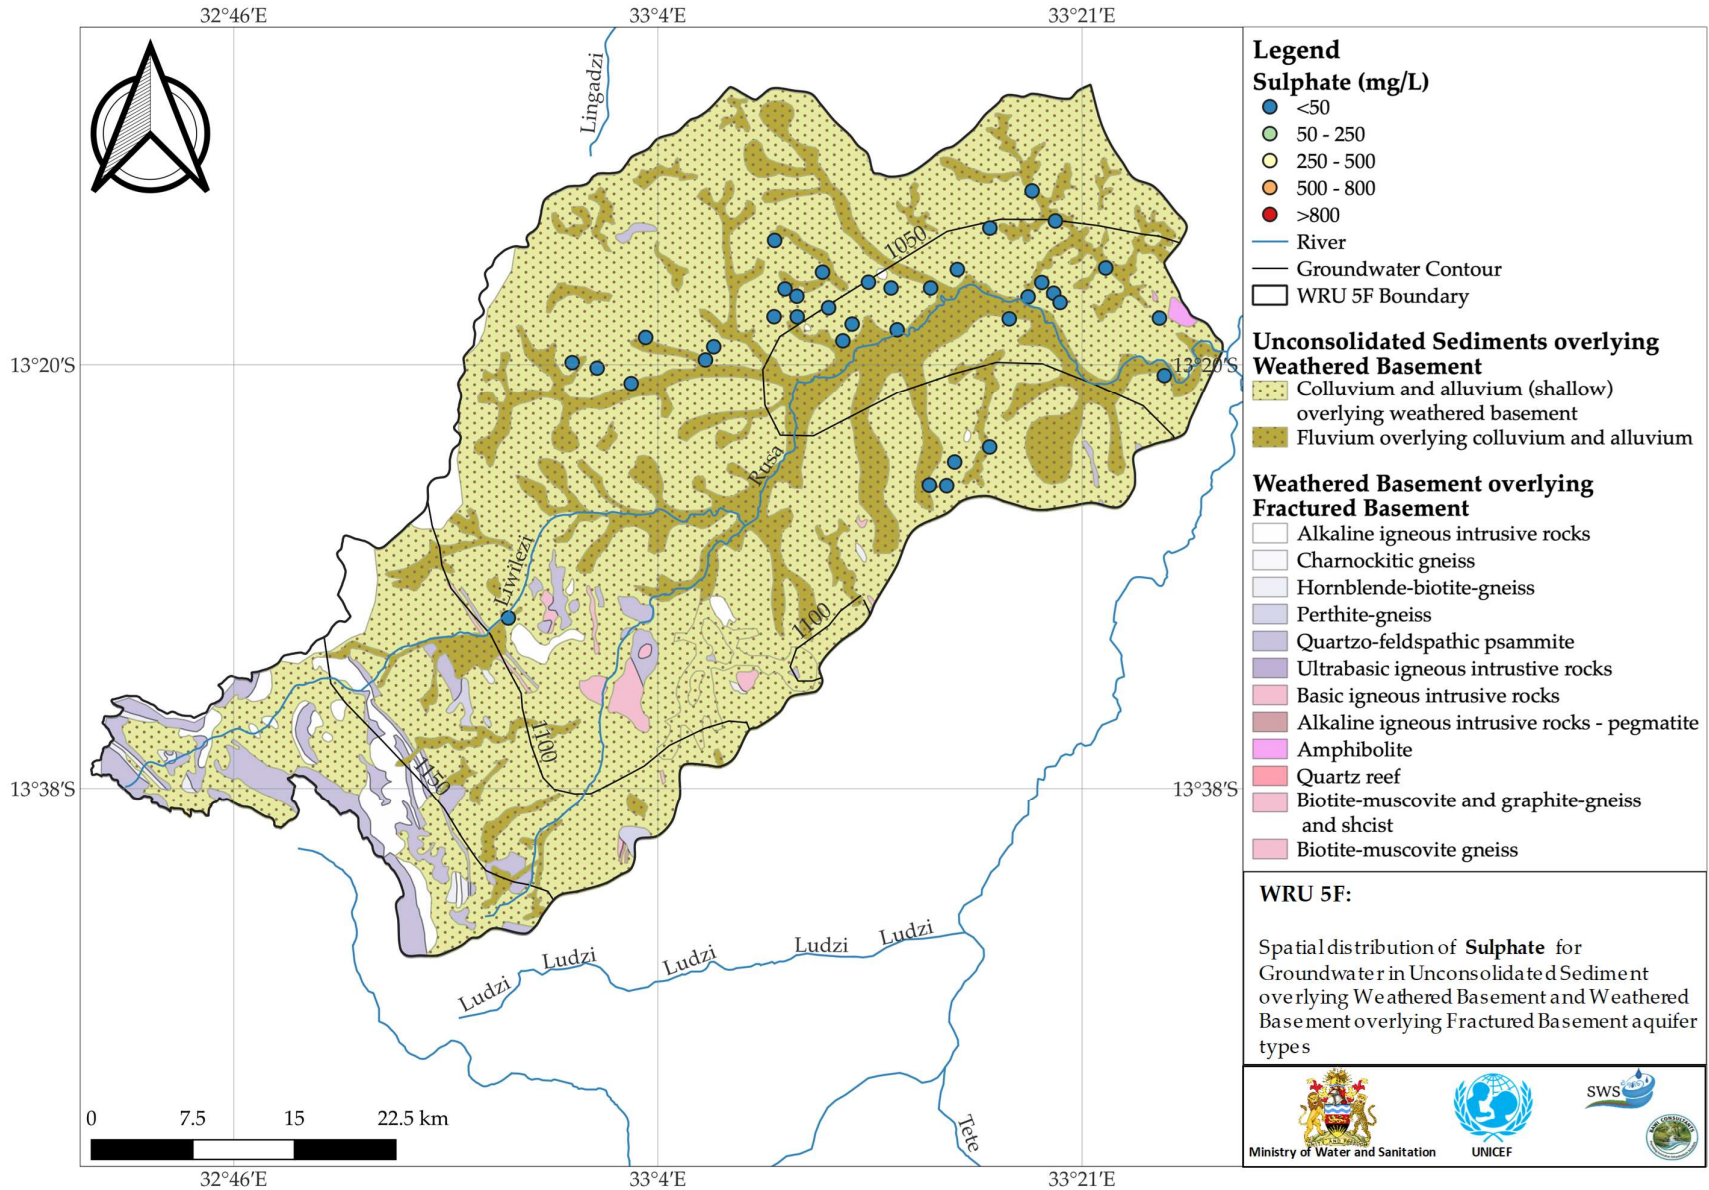 32°46′E
33°4′E
33°21′E
Lingadzi
1050
13°20′S
13°20′S
Rusa
Liwilezi
1100
1100
1150
13°38′S
13°38′S
Ludzi
Ludzi
Ludzi
Ludzi
Ludzi
Tete
0 7.5 15 22.5 km
32°46′E
33°4′E
33°21′E
Legend
Sulphate (mg/L)
<50
50 - 250
250 - 500
500 - 800
>800
River
Groundwater Contour
WRU 5F Boundary
Unconsolidated Sediments overlying
Weathered Basement
Colluvium and alluvium (shallow)
overlying weathered basement
Fluvium overlying colluvium and alluvium
Weathered Basement overlying
Fractured Basement
Alkaline igneous intrusive rocks
Charnockitic gneiss
Hornblende-biotite-gneiss
Perthite-gneiss
Quartzo-feldspathic psammite
Ultrabasic igneous intrustive rocks
Basic igneous intrusive rocks
Alkaline igneous intrusive rocks - pegmatite
Amphibolite
Quartz reef
Biotite-muscovite and graphite-gneiss
and shcist
Biotite-muscovite gneiss
WRU 5F:
Spatial distribution of Sulphate for
Groundwater in Unconsolidated Sediment
overlying Weathered Basement and Weathered
Basement overlying Fractured Basement aquifer
types
Ministry of Water and Sanitation
UNICEF
SWS